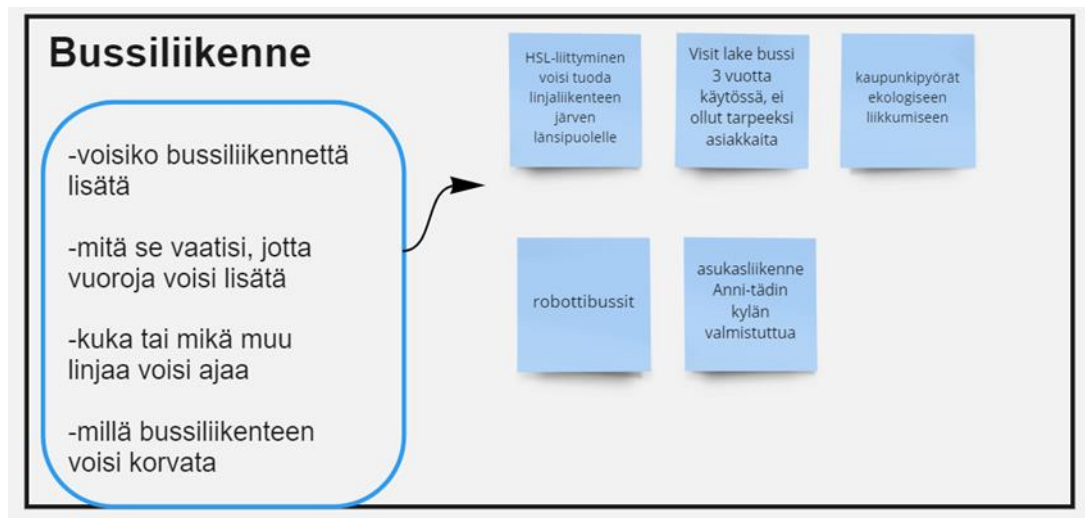 Bussiliikenne
-voisiko bussiliikennettä
lisätä
-mitä se vaatisi, jotta
vuoroja voisi lisätä
-kuka tai mikä muu
linjaa voisi ajaa
-millä bussiliikenteen
voisi korvata
HSL-liittyminen
voisi tuoda
linjaliikenteen
järven
länsipuolelle
Visit lake bussi
3 vuotta
käytössä, ei
ollut tarpeeksi
asiakkaita
kaupunkipyörät
ekologiseen
liikkumiseen
robottibussit
asukasliikenne
Anni-tädin
kylän
valmistuttua